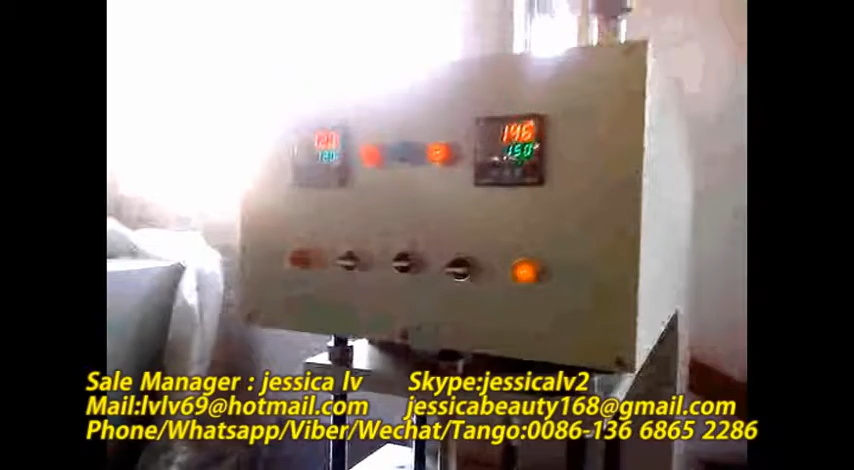 146
150
Sale Manager : jessica lv Skype:jessicalv2
Mail:lvlv69@hotmail.com jessicabeauty168@gmail.com
Phone/Whatsapp/Viber/Wechat/Tango:0086-136 6865 2286